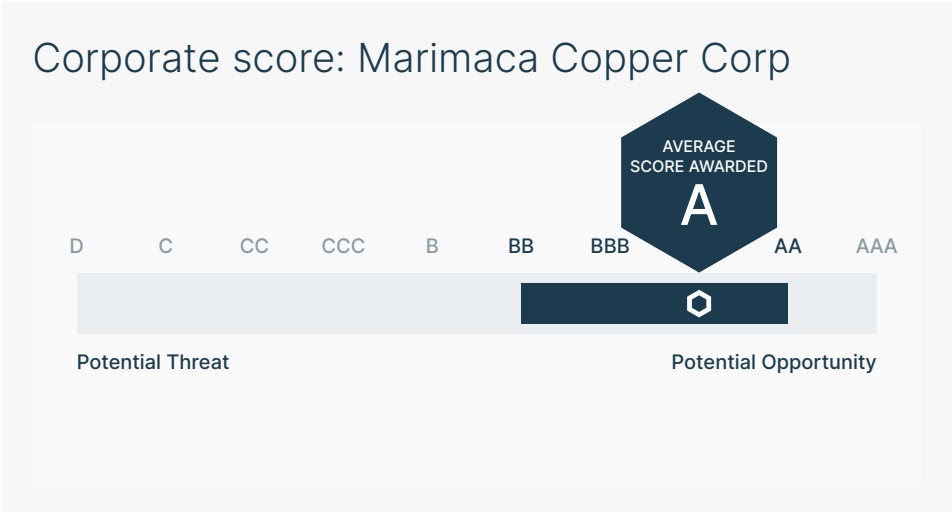 Corporate score: Marimaca Copper Corp
AVERAGE
SCORE AWARDED
A
D C CC CCC B BB BBB AA AAA
Potential Threat Potential Opportunity